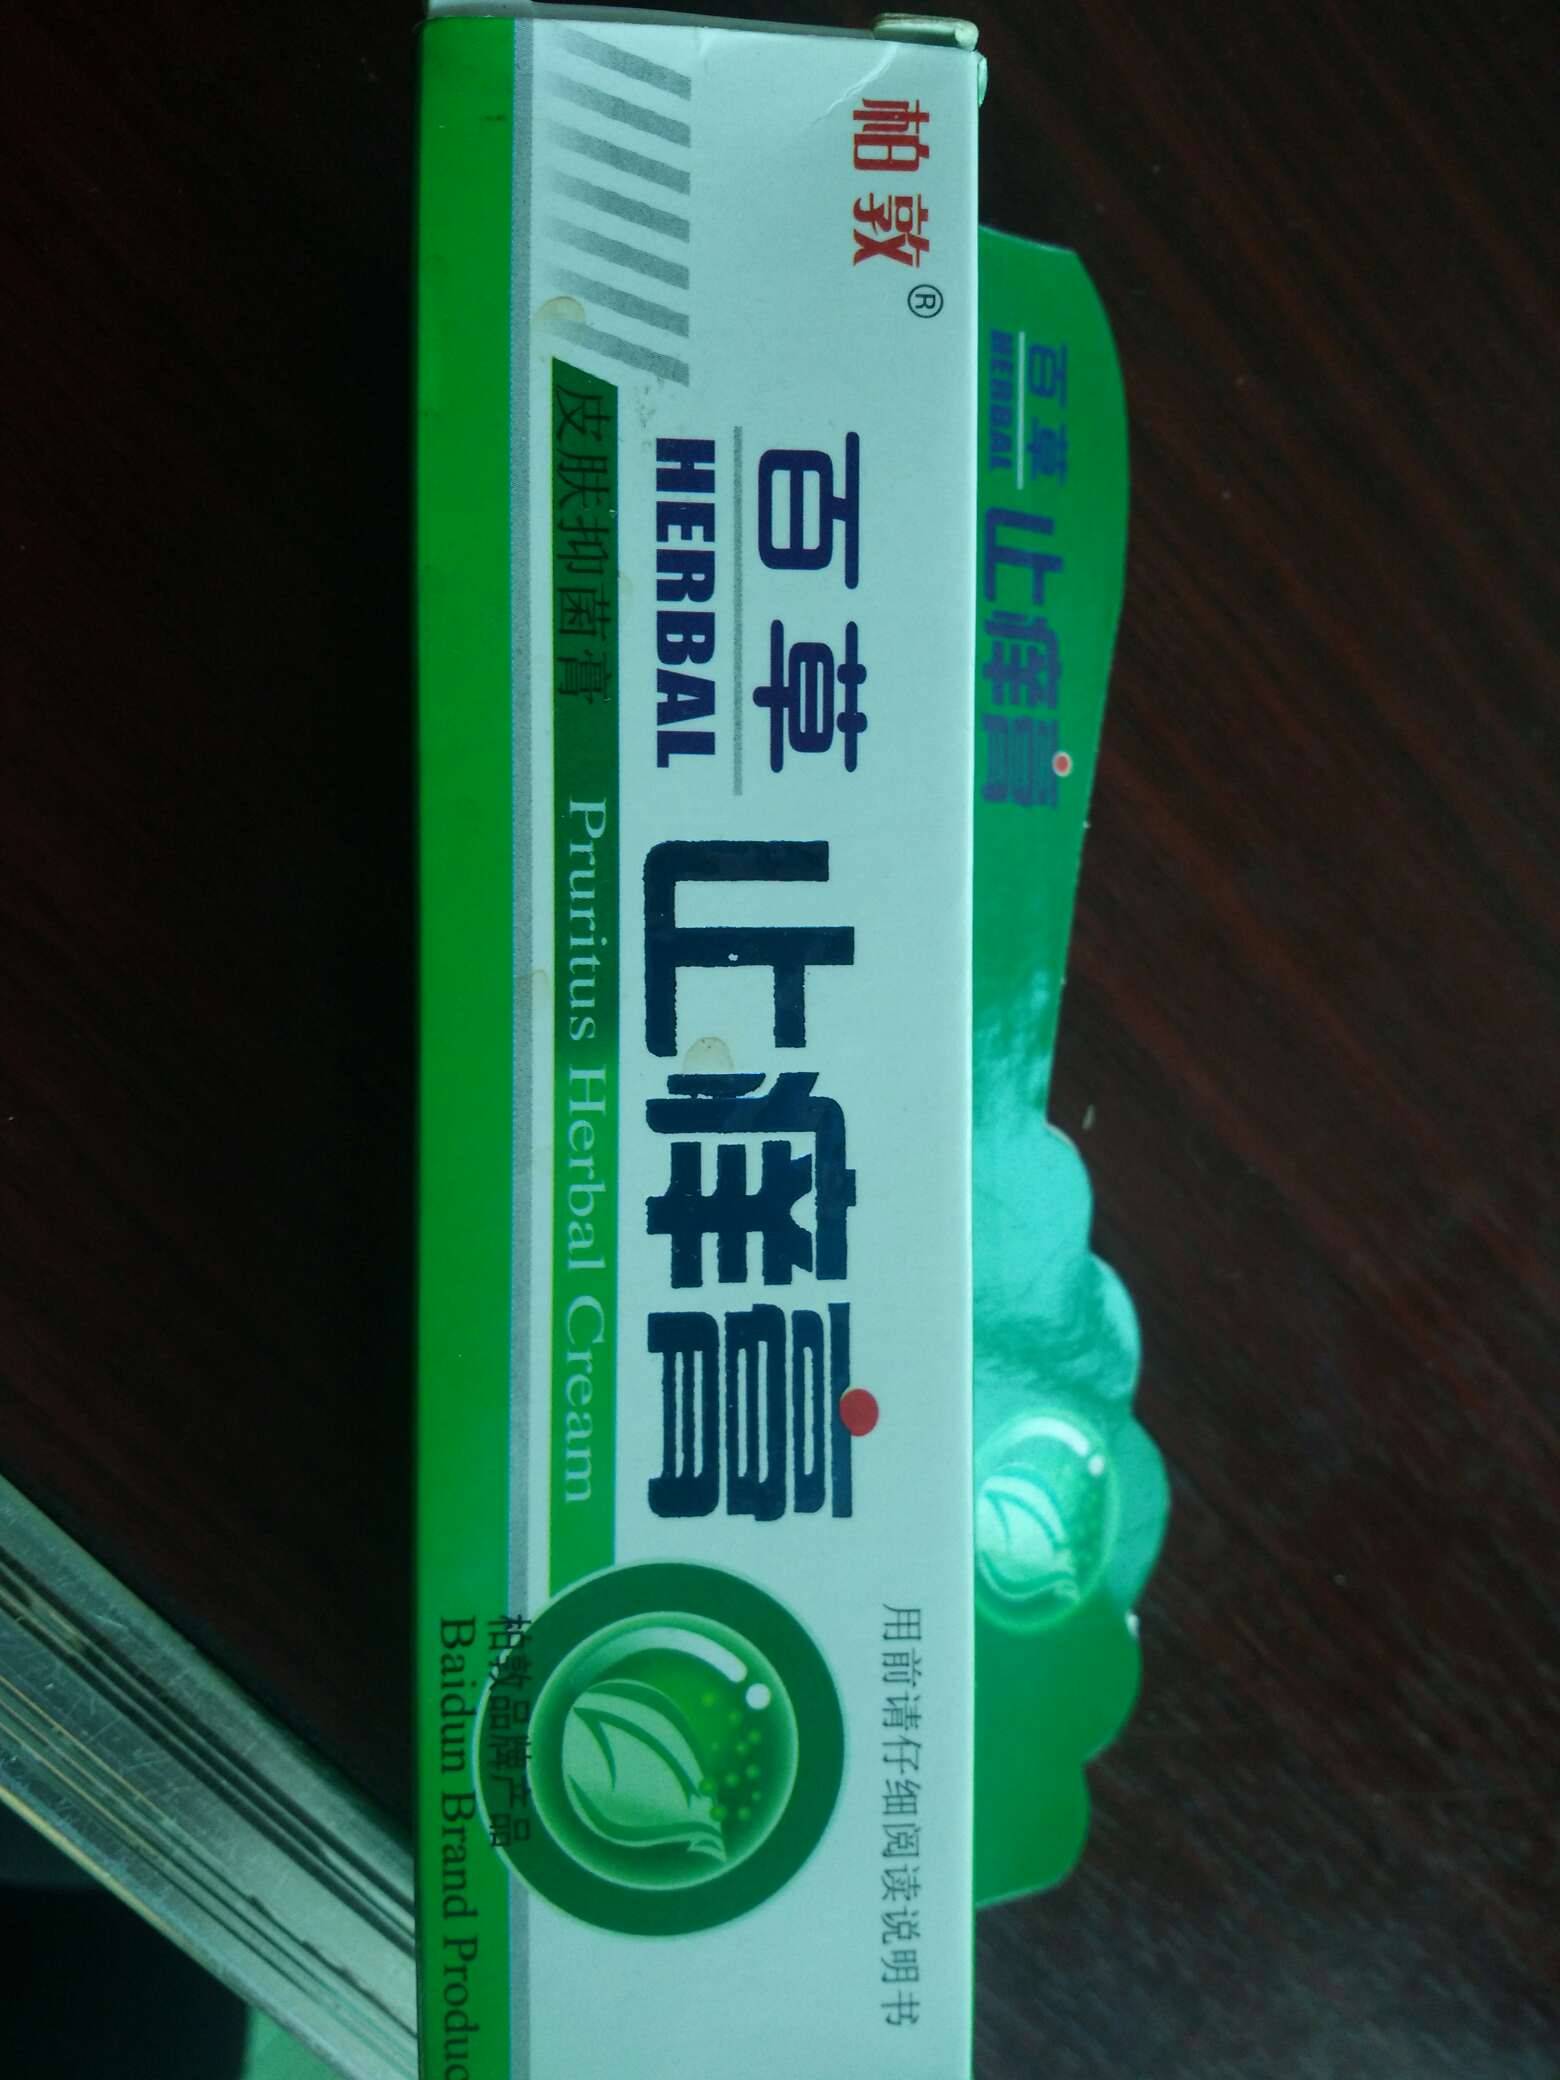 柏敦®
百草
HERBAL
止痒膏
皮肤抑菌膏 Pruritus Herbal Cream
用前请仔细阅读说明书
柏敦品牌产品
Baidun Brand Produc
百草
HERBAL
止痒膏